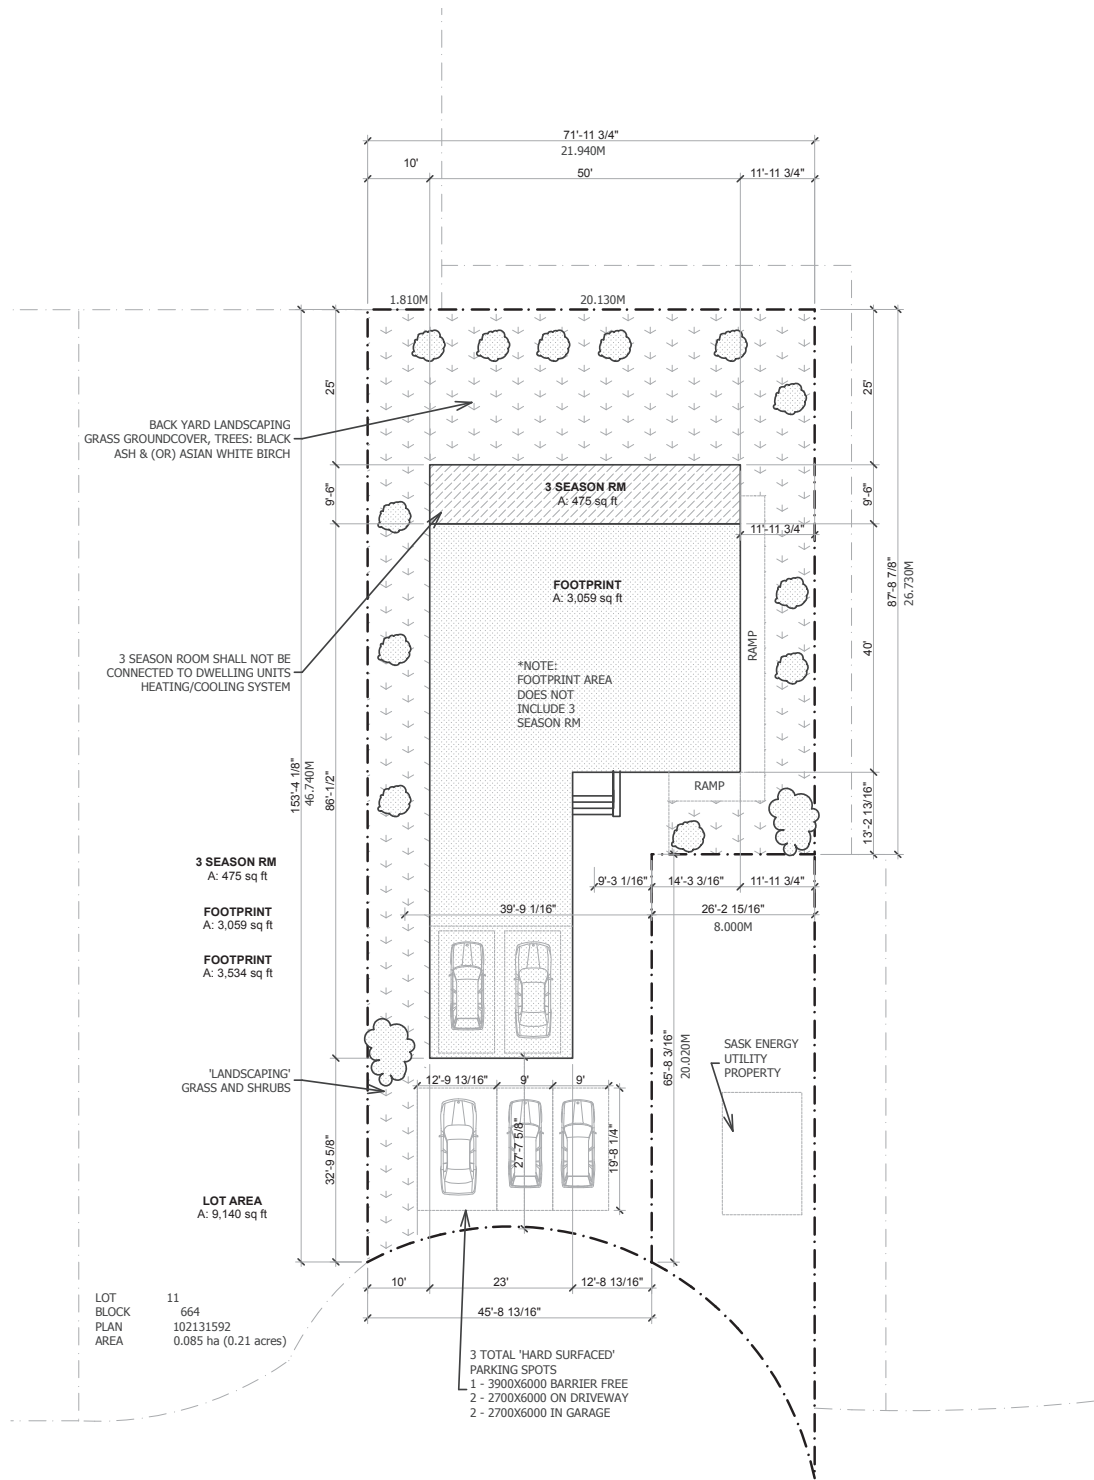 71'-11 3/4"
21.940M
10'
50'
11'-11 3/4"
1.810M
20.130M
25'
25'
BACK YARD LANDSCAPING
GRASS GROUNDCOVER, TREES: BLACK
ASH & (OR) ASIAN WHITE BIRCH
9'-6"
3 SEASON RM
A: 475 sq ft
9'-6"
11'-11 3/4"
FOOTPRINT
A: 3,059 sq ft
87'-8 7/8"
26.730M
3 SEASON ROOM SHALL NOT BE
CONNECTED TO DWELLING UNITS
HEATING/COOLING SYSTEM
*NOTE:
FOOTPRINT AREA
DOES NOT
INCLUDE 3
SEASON RM
RAMP
40'
153'-4 1/8"
46.740M
86'-1/2"
RAMP
13'-2 13/16"
3 SEASON RM
A: 475 sq ft
FOOTPRINT
A: 3,059 sq ft
FOOTPRINT
A: 3,534 sq ft
9'-3 1/16"
14'-3 3/16"
11'-11 3/4"
39'-9 1/16"
26'-2 15/16"
8.000M
65'-8 3/16"
20.020M
SASK ENERGY
UTILITY
PROPERTY
'LANDSCAPING'
GRASS AND SHRUBS
12'-9 13/16"
9'
9'
27'-7 5/8"
19'-8 1/4"
32'-9 5/8"
LOT AREA
A: 9,140 sq ft
10'
23'
12'-8 13/16"
45'-8 13/16"
LOT 11
BLOCK 664
PLAN 102131592
AREA 0.085 ha (0.21 acres)
3 TOTAL 'HARD SURFACED'
PARKING SPOTS
1 - 3900X6000 BARRIER FREE
2 - 2700X6000 ON DRIVEWAY
2 - 2700X6000 IN GARAGE